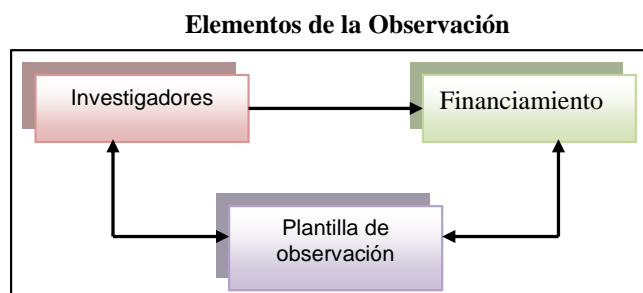 Elementos de la Observación
Investigadores
Financiamiento
Plantilla de
observación